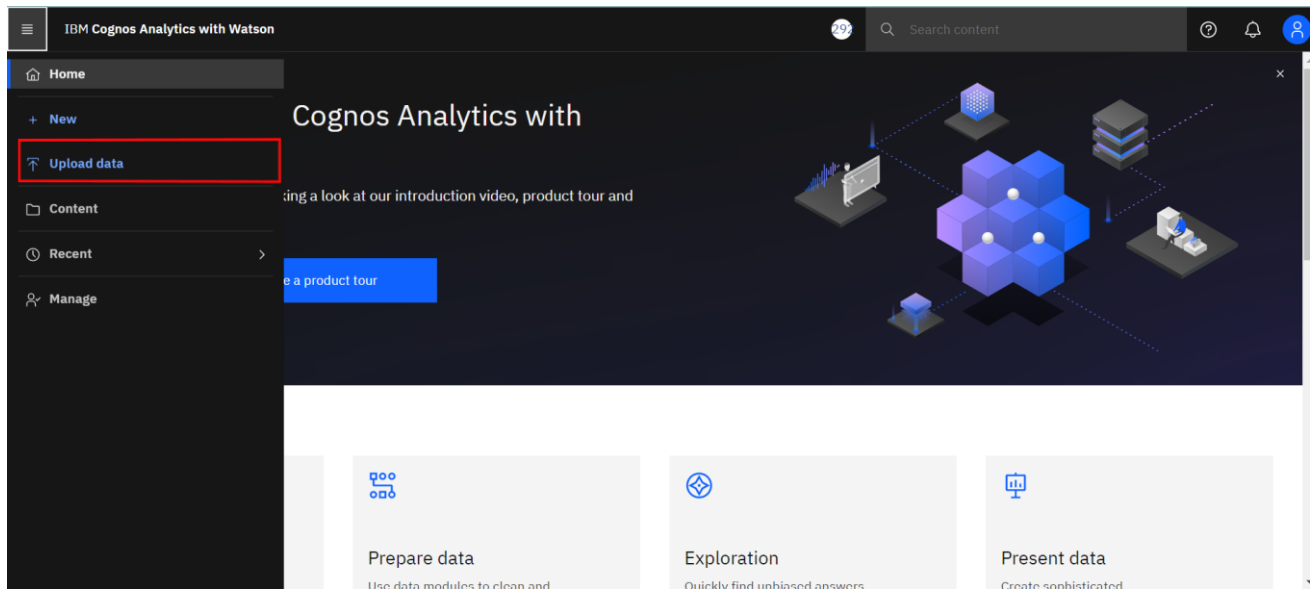 IBM Cognos Analytics with Watson
292
Search content
Home
New
Upload data
Content
Recent
Manage
Cognos Analytics with
king a look at our introduction video, product tour and
e a product tour
Prepare data
Use data modules to clean and
Exploration
Quickly find unbiased answers
Present data
Create sophisticated